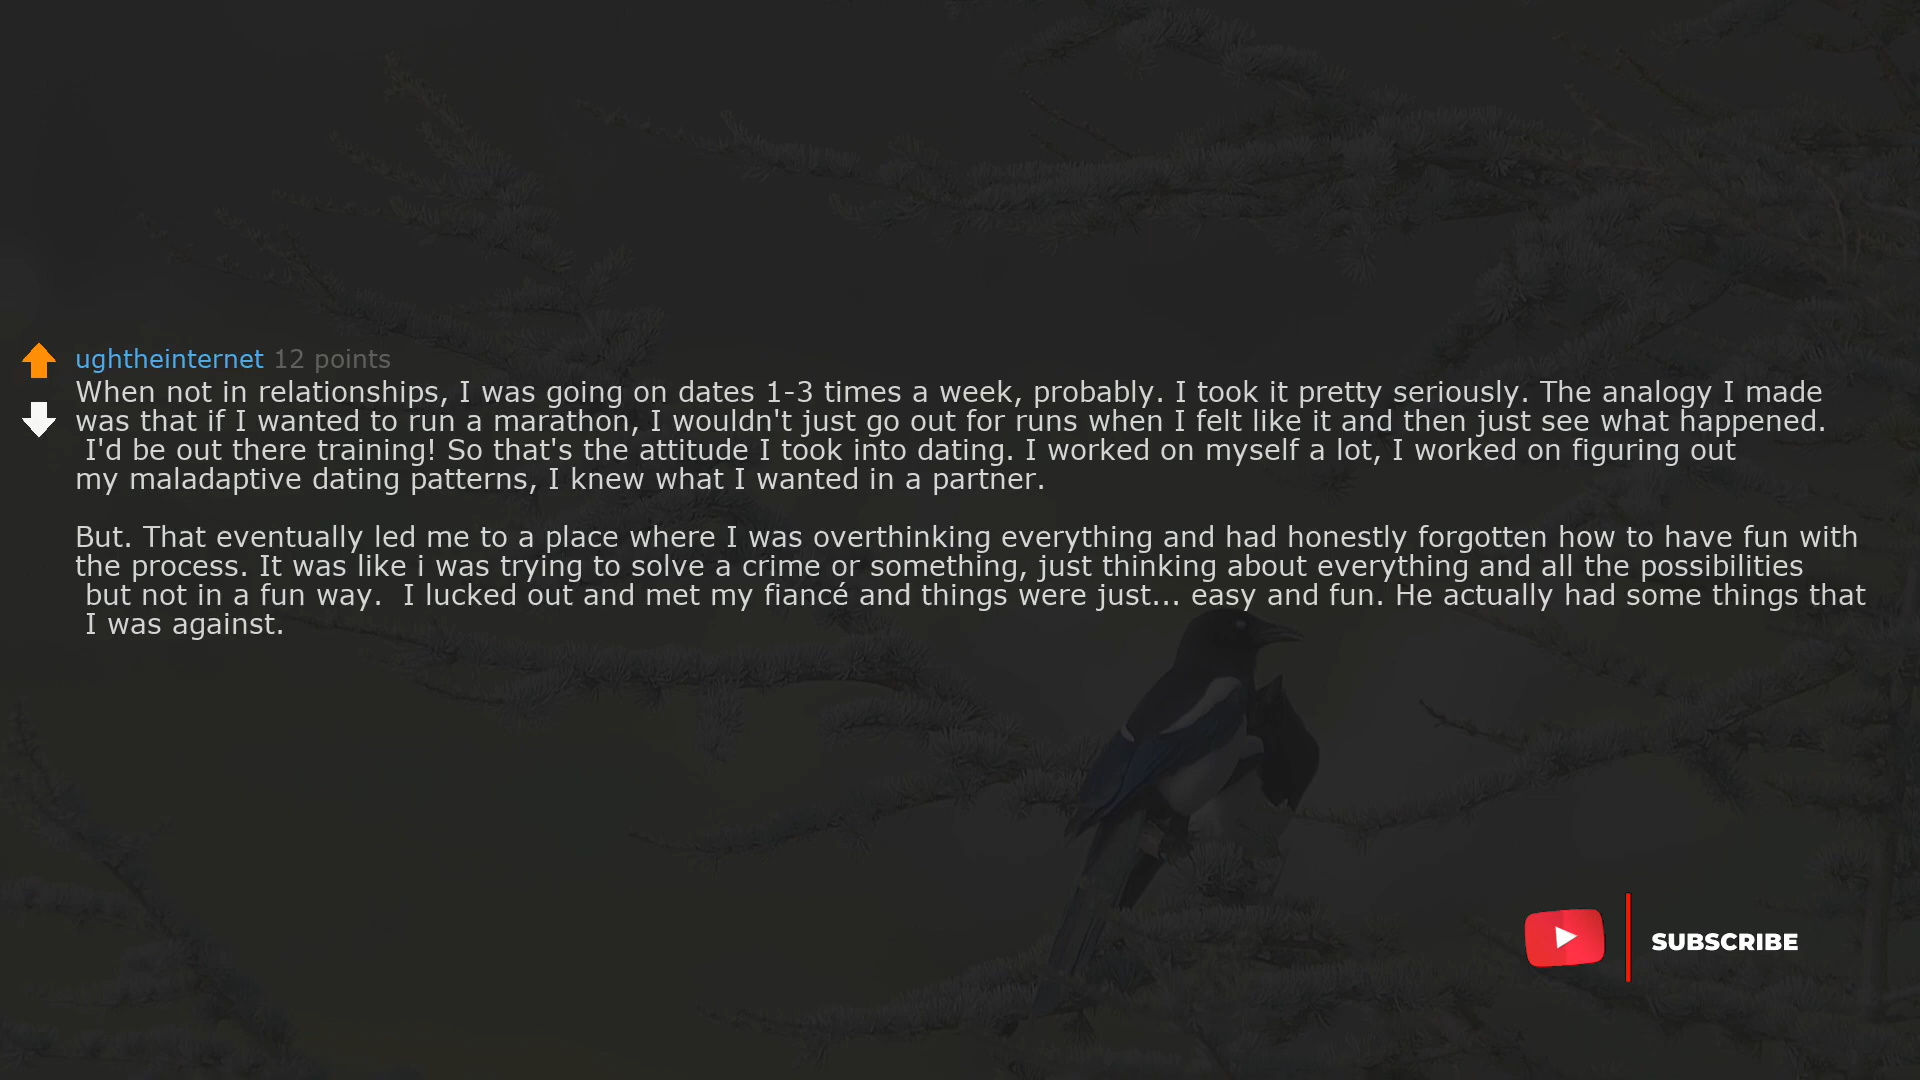 ughtheinternet 12 points
When not in relationships, I was going on dates 1-3 times a week, probably. I took it pretty seriously. The analogy I made
was that if I wanted to run a marathon, I wouldn't just go out for runs when I felt like it and then just see what happened.
I'd be out there training! So that's the attitude I took into dating. I worked on myself a lot, I worked on figuring out
my maladaptive dating patterns, I knew what I wanted in a partner.
But. That eventually led me to a place where I was overthinking everything and had honestly forgotten how to have fun with
the process. It was like i was trying to solve a crime or something, just thinking about everything and all the possibilities
but not in a fun way. I lucked out and met my fiancé and things were just... easy and fun. He actually had some things that
I was against.
SUBSCRIBE